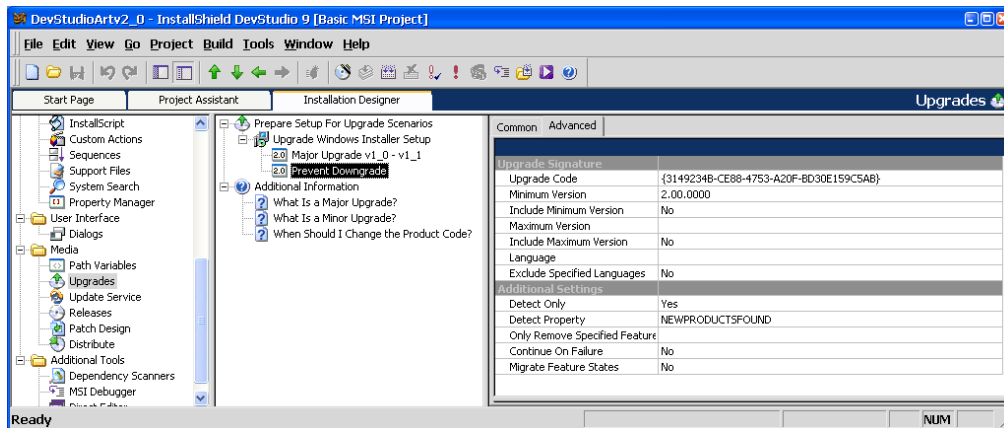 DevStudioArtv2_0 - InstallShield DevStudio 9 [Basic MSI Project]
File Edit View Go Project Build Tools Window Help
Start Page Project Assistant Installation Designer Upgrades
InstallScript
Custom Actions
Sequences
Support Files
System Search
Property Manager
User Interface
Dialogs
Media
Path Variables
Upgrades
Update Service
Releases
Patch Design
Distribute
Additional Tools
Dependency Scanners
MSI Debugger
Prepare Setup For Upgrade Scenarios
Upgrade Windows Installer Setup
2.0 Major Upgrade v1_0 - v1_1
2.0 Prevent Downgrade
Additional Information
What Is a Major Upgrade?
What Is a Minor Upgrade?
When Should I Change the Product Code?
Common Advanced
Upgrade Signature
Upgrade Code {3149234B-CE88-4753-A20F-BD30E159C5AB}
Minimum Version 2.00.0000
Include Minimum Version No
Maximum Version
Include Maximum Version No
Language
Exclude Specified Languages No
Additional Settings
Detect Only Yes
Detect Property NEWPRODUCTSFOUND
Only Remove Specified Feature
Continue On Failure No
Migrate Feature States No
Ready NUM